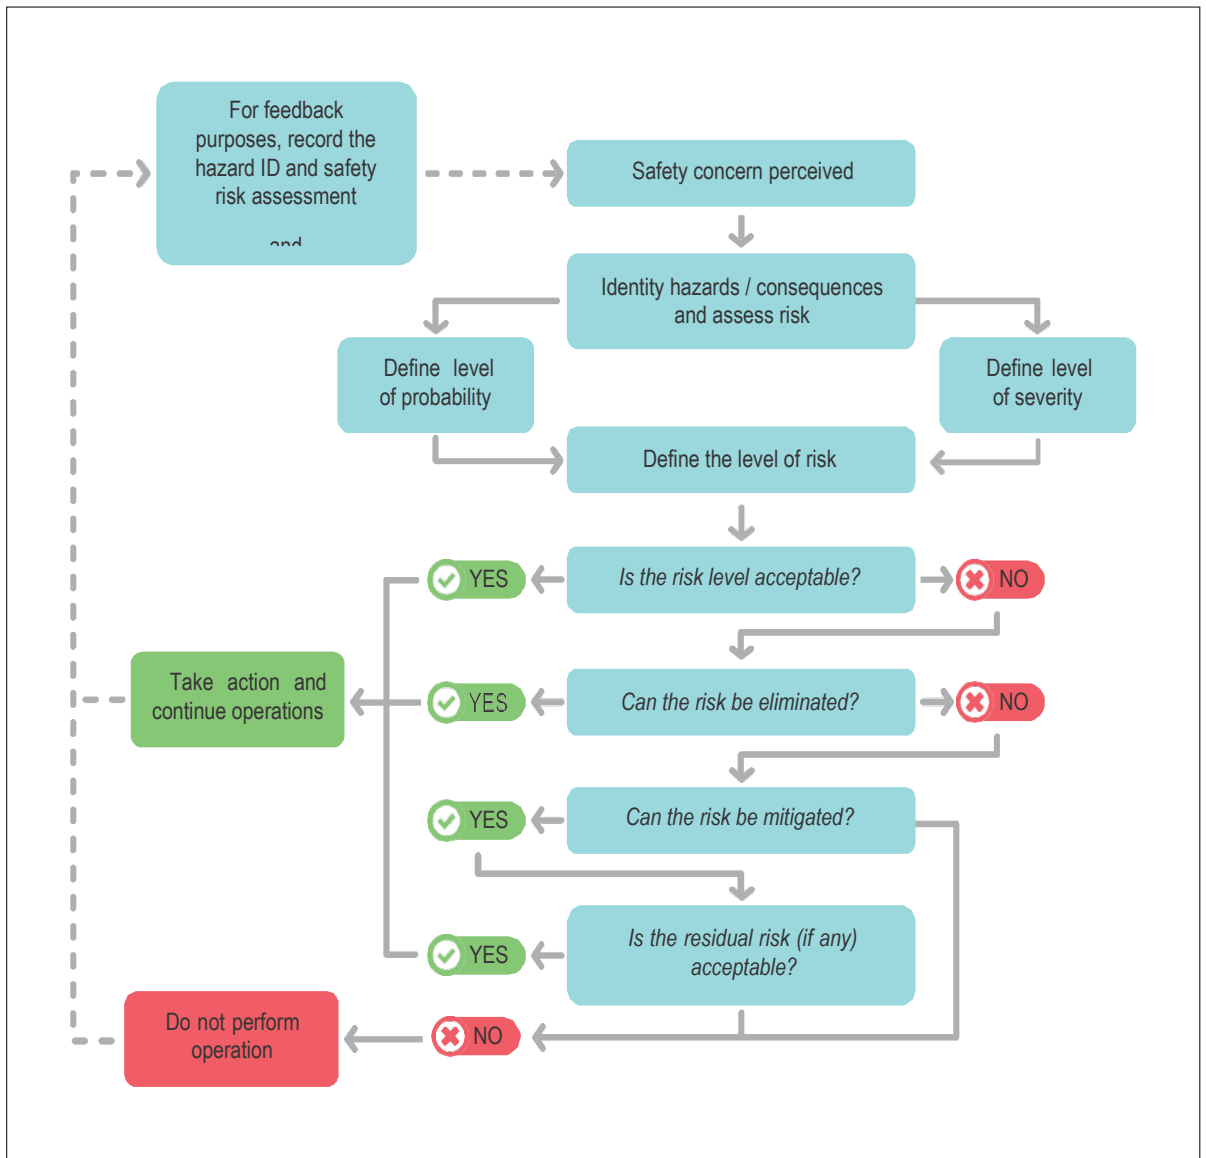 For feedback
purposes, record the
hazard ID and safety
risk assessment
and
Safety concern perceived
Identity hazards / consequences
and assess risk
Define level
of probability
Define level
of severity
Define the level of risk
YES
Is the risk level acceptable?
NO
Take action and
continue operations
YES
Can the risk be eliminated?
NO
YES
Can the risk be mitigated?
YES
Is the residual risk (if any)
acceptable?
Do not perform
operation
NO